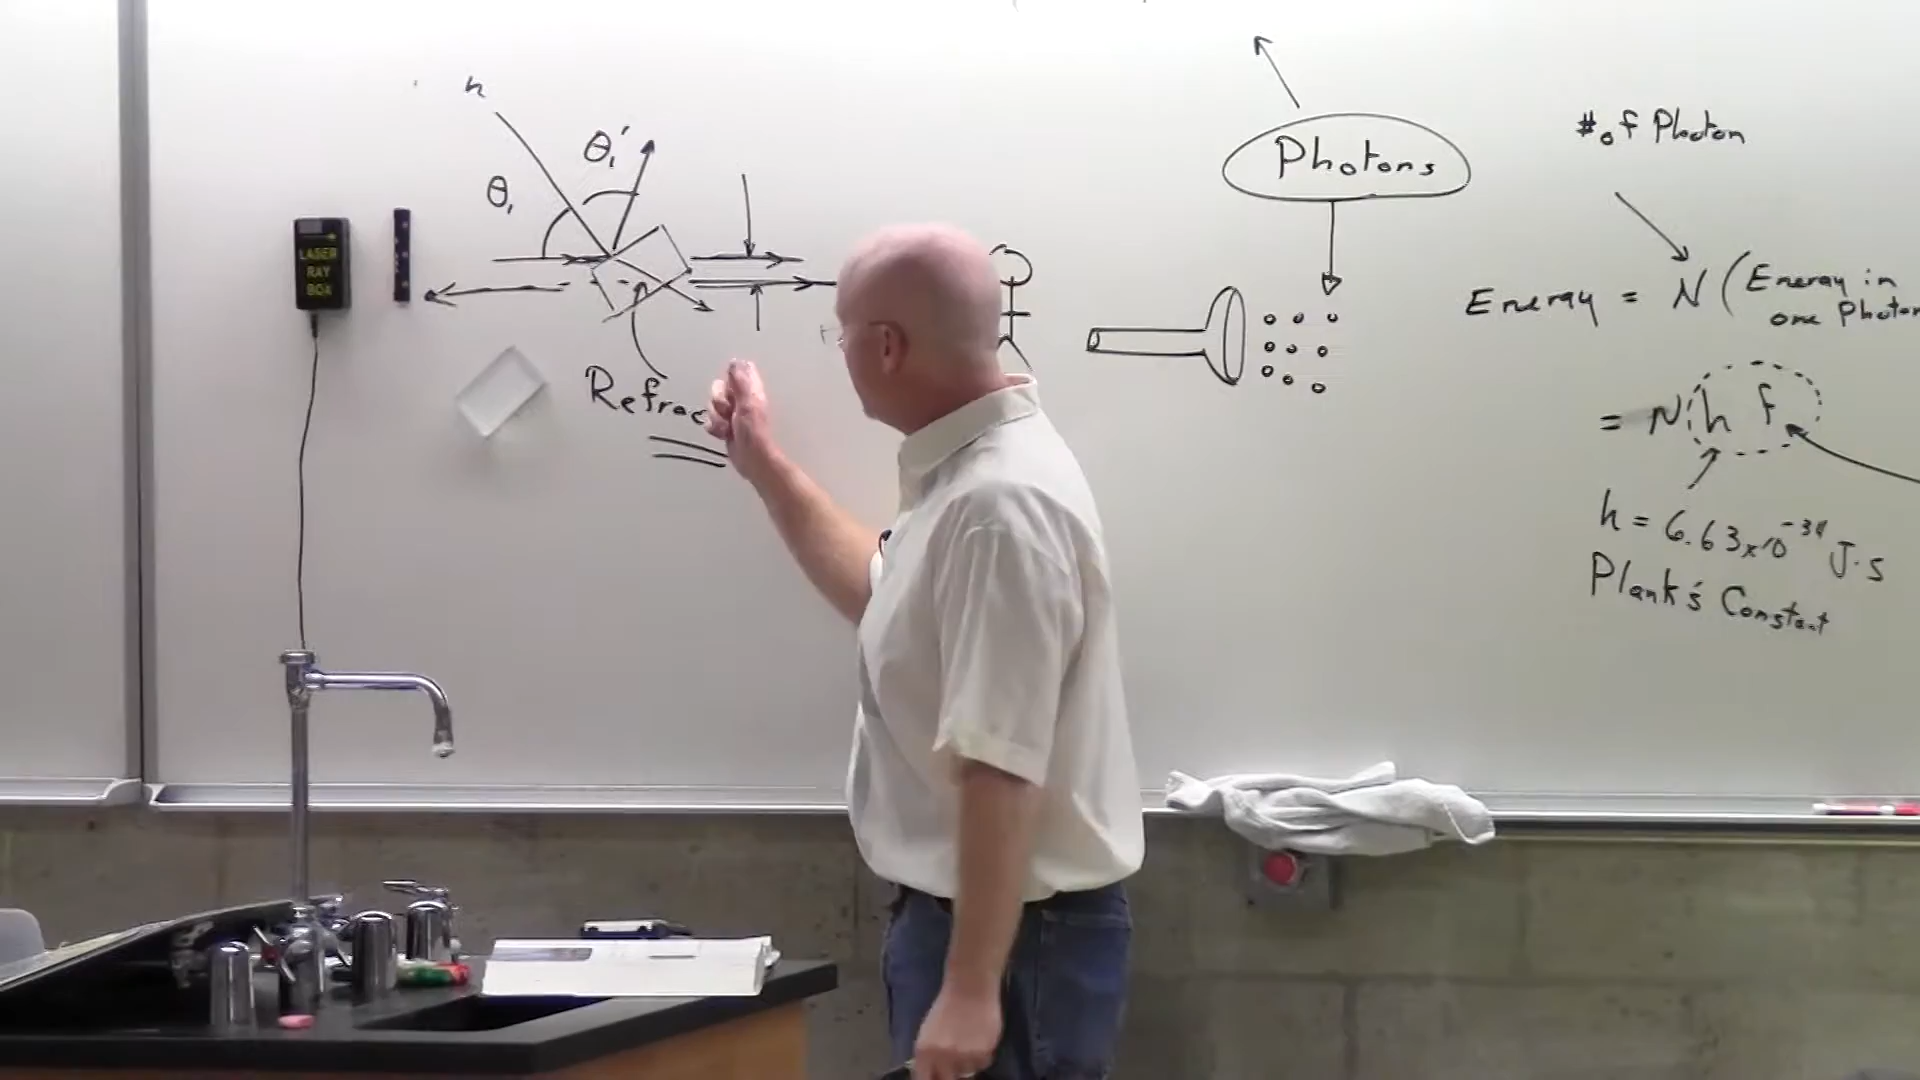 n
θ₁
θ₁'
LASER
RAY
BOX
Refrac
Photons
# of Photon
Energy = N (Energy in
one Photon
= N h f
h = 6.63x10⁻³⁴ J·s
Plank's Constant